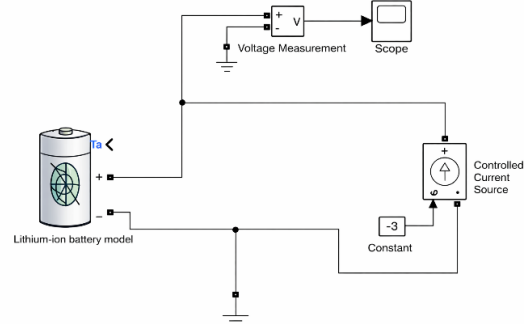 +
-
V
Voltage Measurement
Scope
Ta
+
−
Lithium-ion battery model
+
-
Controlled
Current
Source
-3
Constant